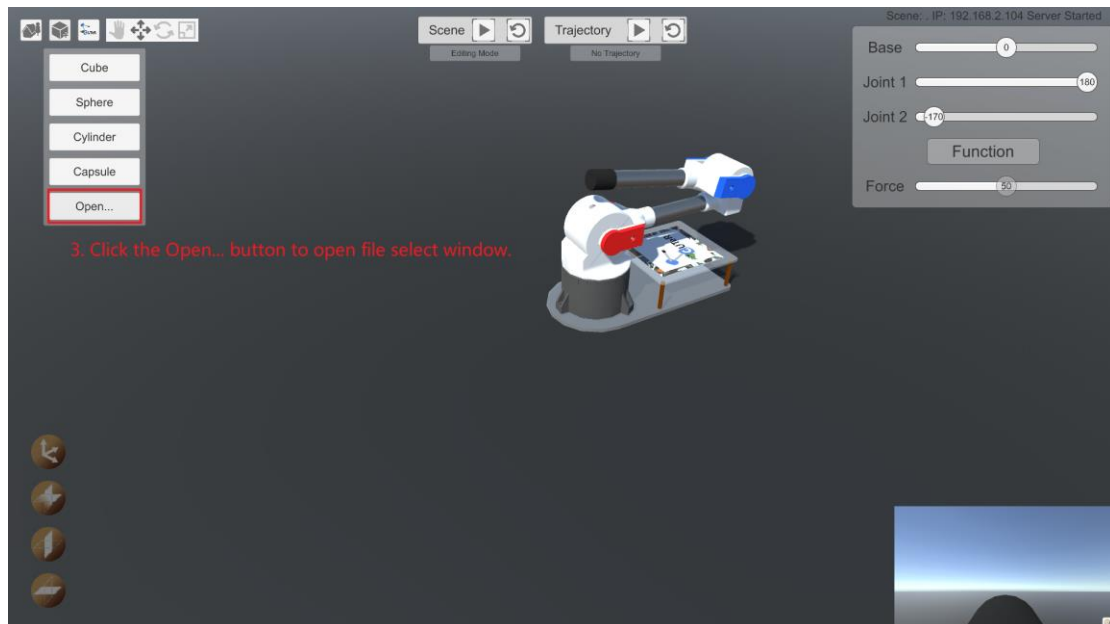 Scene: . IP: 192.168.2.104 Server Started
Scene
Trajectory
Editing Mode
No Trajectory
Base
0
Joint 1
180
Joint 2
-170
Function
Force
50
Cube
Sphere
Cylinder
Capsule
Open...
3. Click the Open... button to open file select window.